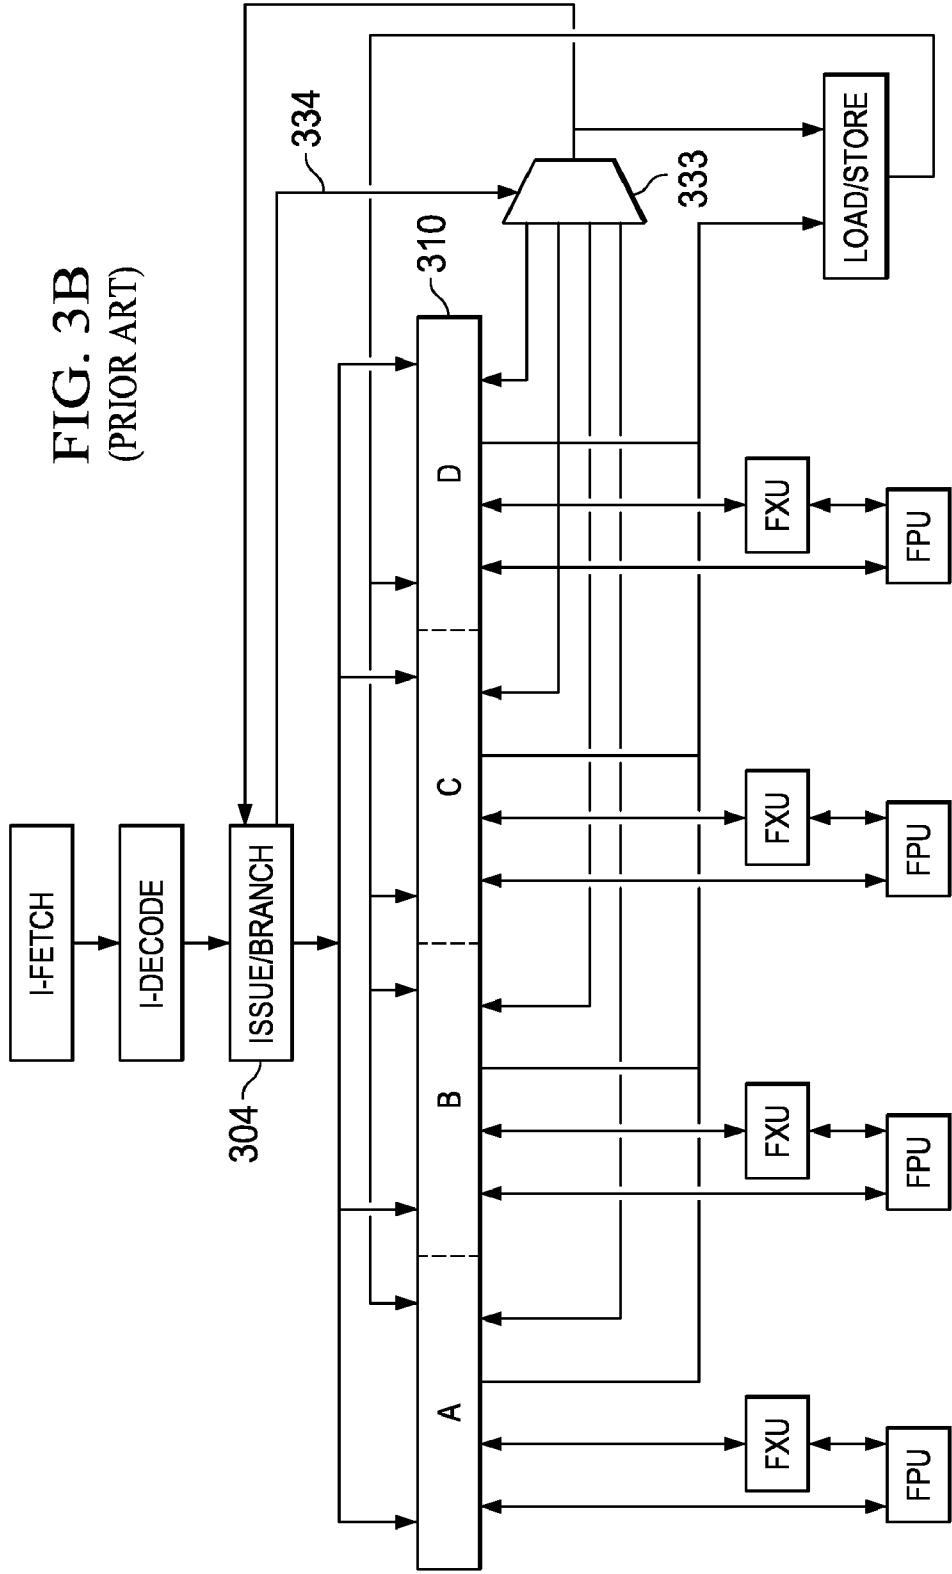 FIG. 3B
(PRIOR ART)
I-FETCH
I-DECODE
ISSUE/BRANCH
304
334
310
A
B
C
D
333
LOAD/STORE
FXU
FXU
FXU
FXU
FPU
FPU
FPU
FPU